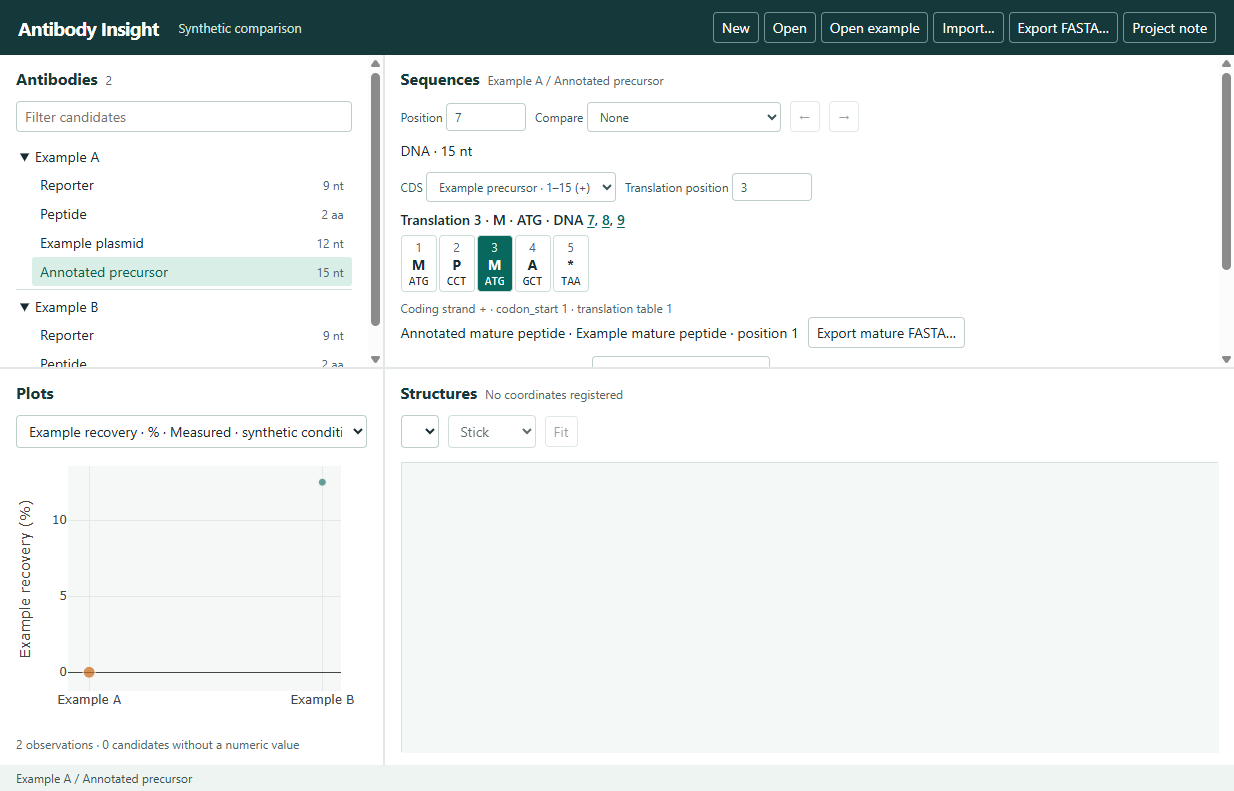 Antibody Insight Synthetic comparison New Open Open example Import... Export FASTA... Project note
Antibodies 2
Filter candidates
▼ Example A
Reporter 9 nt
Peptide 2 aa
Example plasmid 12 nt
Annotated precursor 15 nt
▼ Example B
Reporter 9 nt
Peptide 2 aa
Sequences Example A / Annotated precursor
Position 7 Compare None ← →
DNA · 15 nt
CDS Example precursor · 1–15 (+) Translation position 3
Translation 3 · M · ATG · DNA 7, 8, 9
1 2 3 4 5
M P M A *
ATG CCT ATG GCT TAA
Coding strand + · codon_start 1 · translation table 1
Annotated mature peptide · Example mature peptide · position 1 Export mature FASTA...
Plots
Example recovery · % · Measured · synthetic conditi
Example recovery (%)
10
5
0
Example A Example B
2 observations · 0 candidates without a numeric value
Structures No coordinates registered
Stick Fit
Example A / Annotated precursor